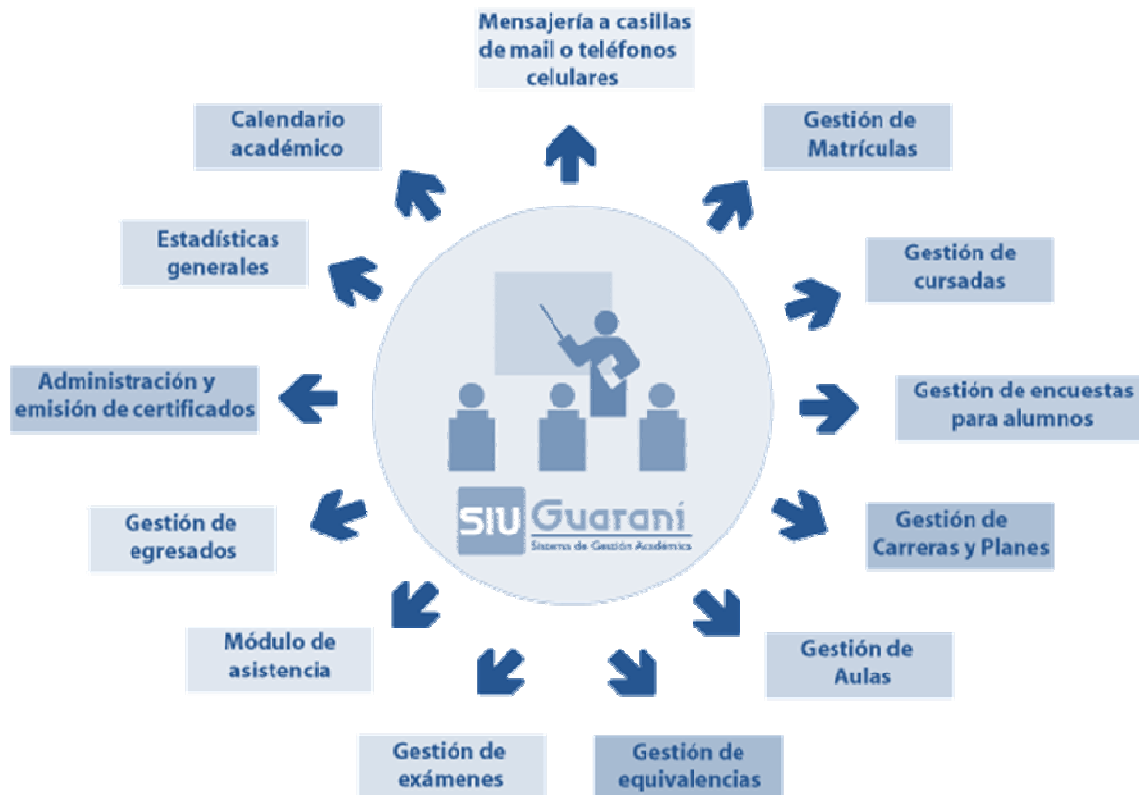 Mensajería a casillas
de mail o teléfonos
celulares
Gestión de
Matrículas
Gestión de
cursadas
Gestión de encuestas
para alumnos
Gestión de
Carreras y Planes
Gestión de
Aulas
Gestión de
equivalencias
Gestión de
exámenes
Módulo de
asistencia
Gestión de
egresados
Administración y
emisión de certificados
Estadísticas
generales
Calendario
académico
SIU Guaraní
Sistema de Gestión Académica